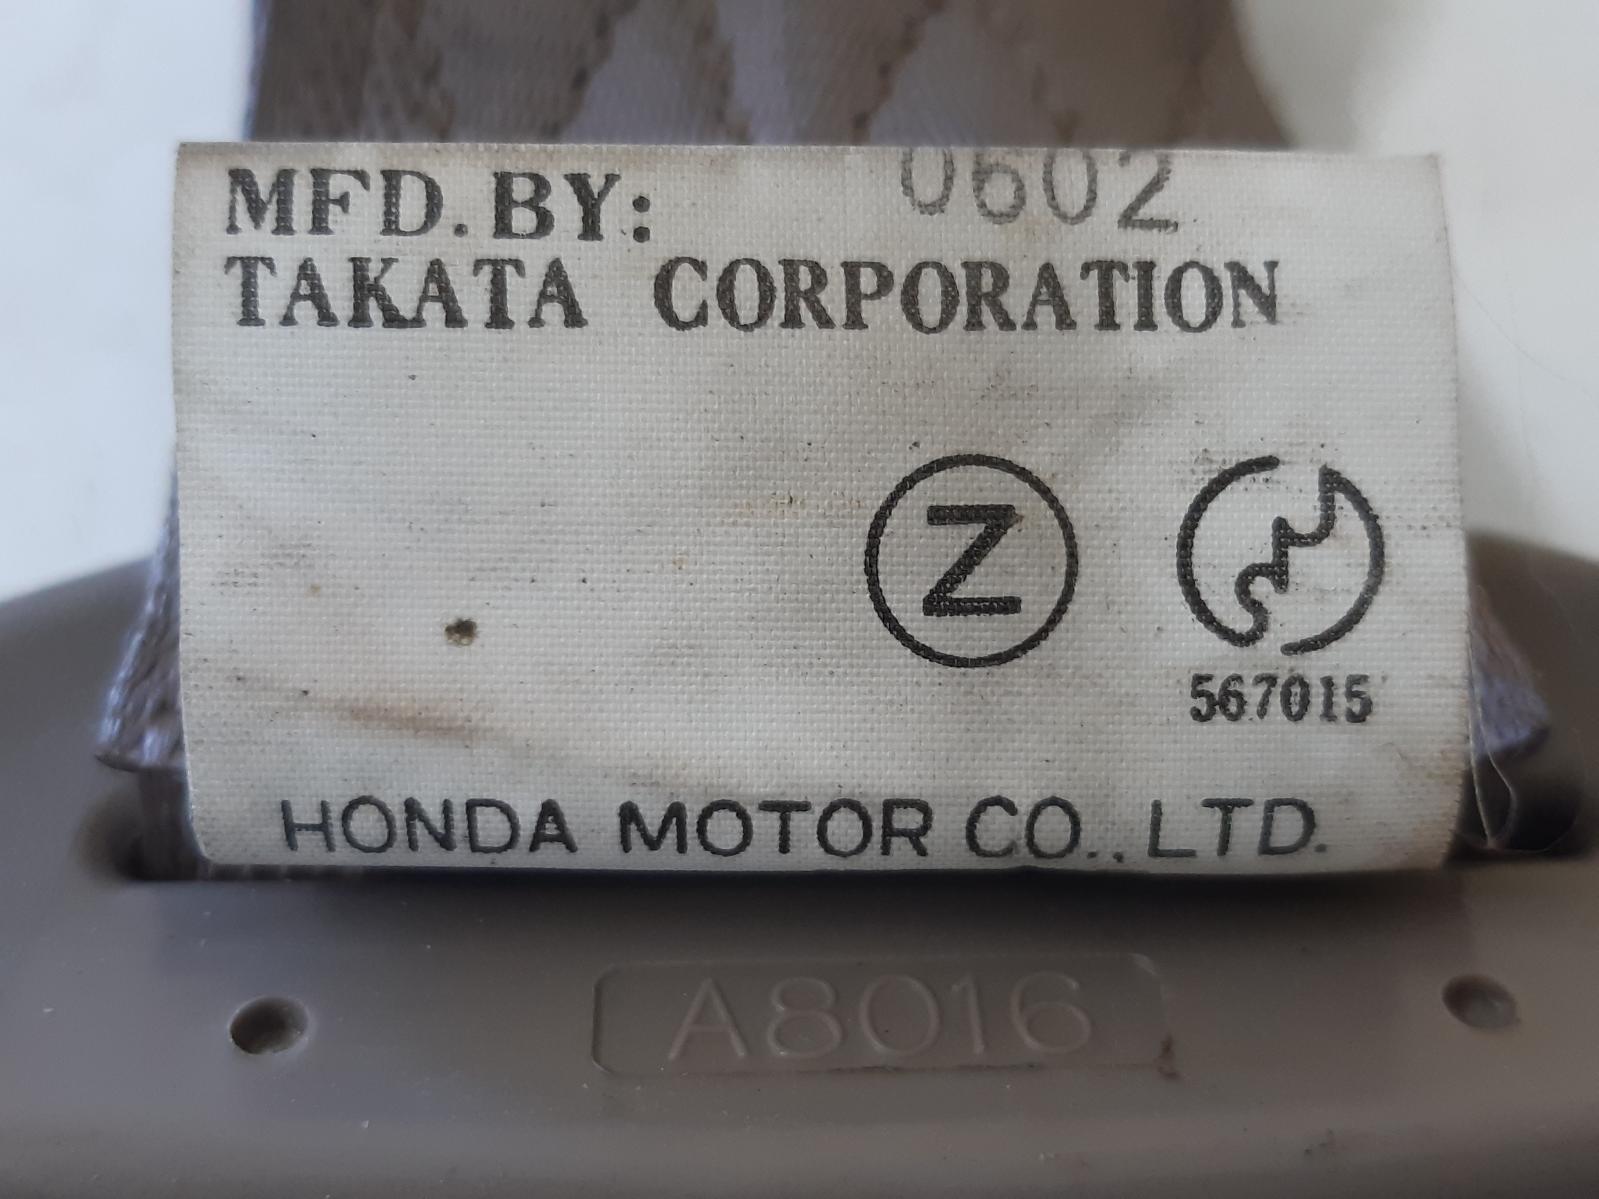 MFD. BY: 0602
TAKATA CORPORATION
Z
567015
HONDA MOTOR CO., LTD.
A8016